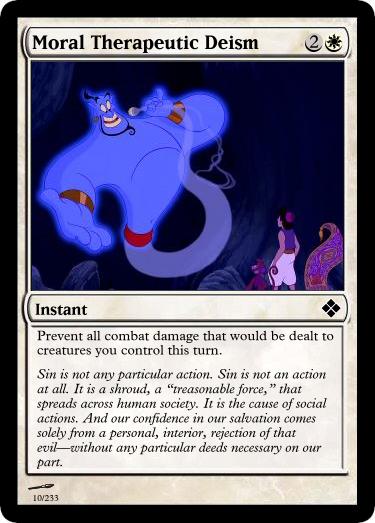 Moral Therapeutic Deism 2
Instant
Prevent all combat damage that would be dealt to
creatures you control this turn.
Sin is not any particular action. Sin is not an action
at all. It is a shroud, a “treasonable force,” that
spreads across human society. It is the cause of social
actions. And our confidence in our salvation comes
solely from a personal, interior, rejection of that
evil—without any particular deeds necessary on our
part.
10/233